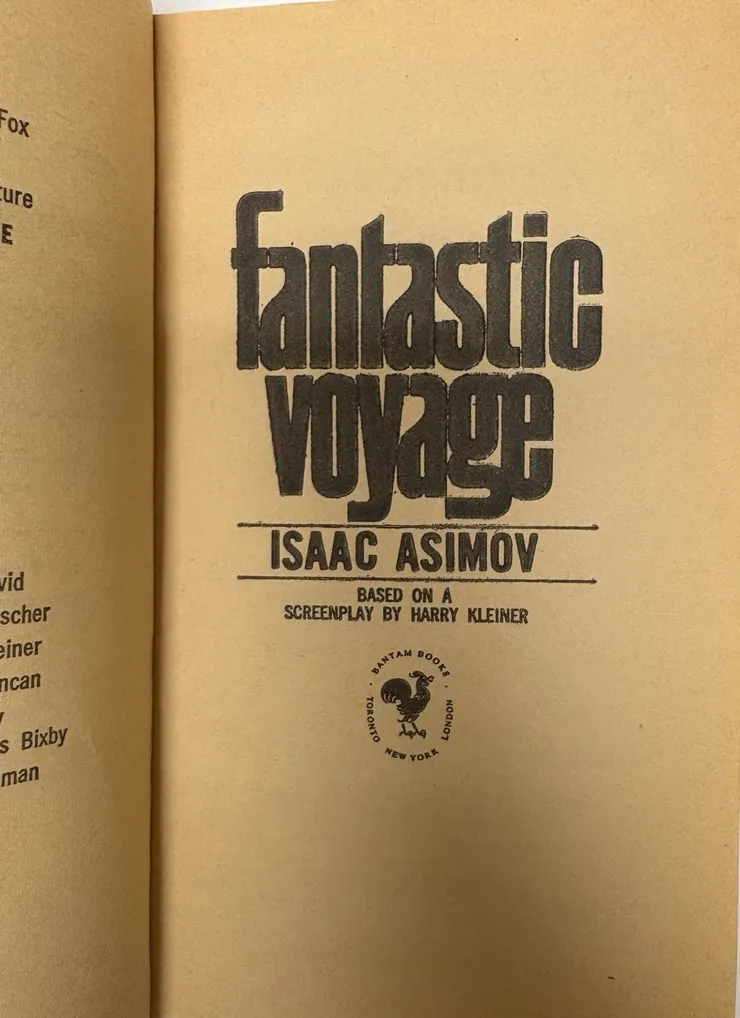 Fox
ture
E
vid
scher
einer
ncan
y
s Bixby
man
fantastic
voyage
ISAAC ASIMOV
BASED ON A
SCREENPLAY BY HARRY KLEINER
BANTAM BOOKS
TORONTO · NEW YORK · LONDON